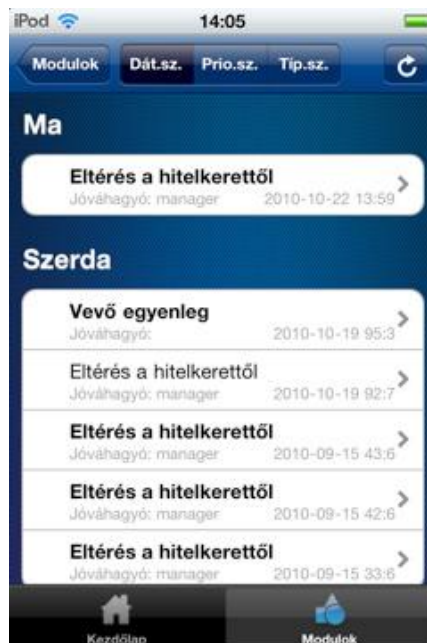 iPod 14:05
Modulok Dát.sz. Prio.sz. Típ.sz.
Ma
Eltérés a hitelkerettől
Jóváhagyó: manager 2010-10-22 13:59
Szerda
Vevő egyenleg
Jóváhagyó: 2010-10-19 95:3
Eltérés a hitelkerettől
Jóváhagyó: manager 2010-10-19 92:7
Eltérés a hitelkerettől
Jóváhagyó: manager 2010-09-15 43:6
Eltérés a hitelkerettől
Jóváhagyó: manager 2010-09-15 42:6
Eltérés a hitelkerettől
Jóváhagyó: manager 2010-09-15 33:6
Kezdőlap Modulok